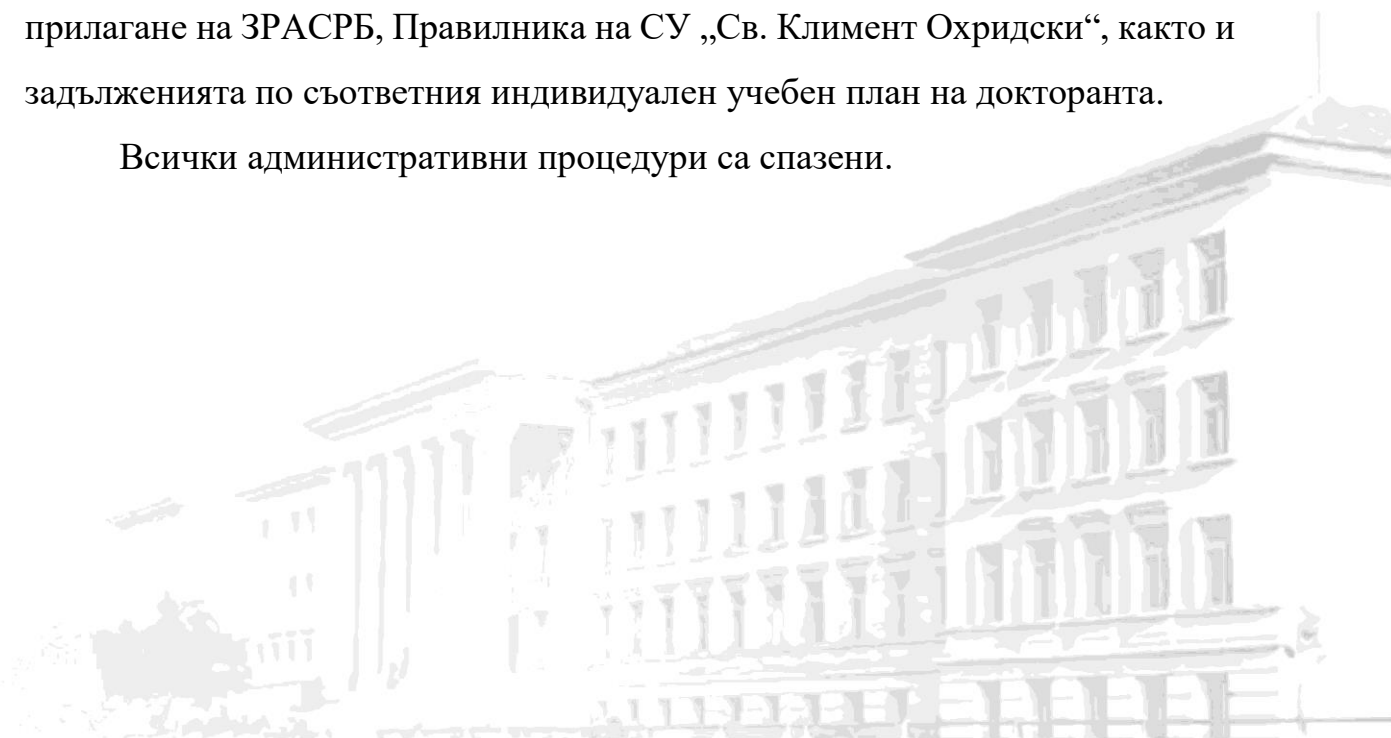 прилагане на ЗРАСРБ, Правилника на СУ „Св. Климент Охридски“, както и
задълженията по съответния индивидуален учебен план на докторанта.
Всички административни процедури са спазени.